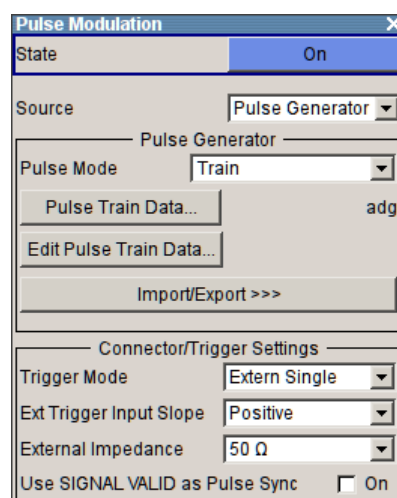 Pulse Modulation
State On
Source Pulse Generator
Pulse Generator
Pulse Mode Train
Pulse Train Data... adg
Edit Pulse Train Data...
Import/Export >>>
Connector/Trigger Settings
Trigger Mode Extern Single
Ext Trigger Input Slope Positive
External Impedance 50 Ω
Use SIGNAL VALID as Pulse Sync On